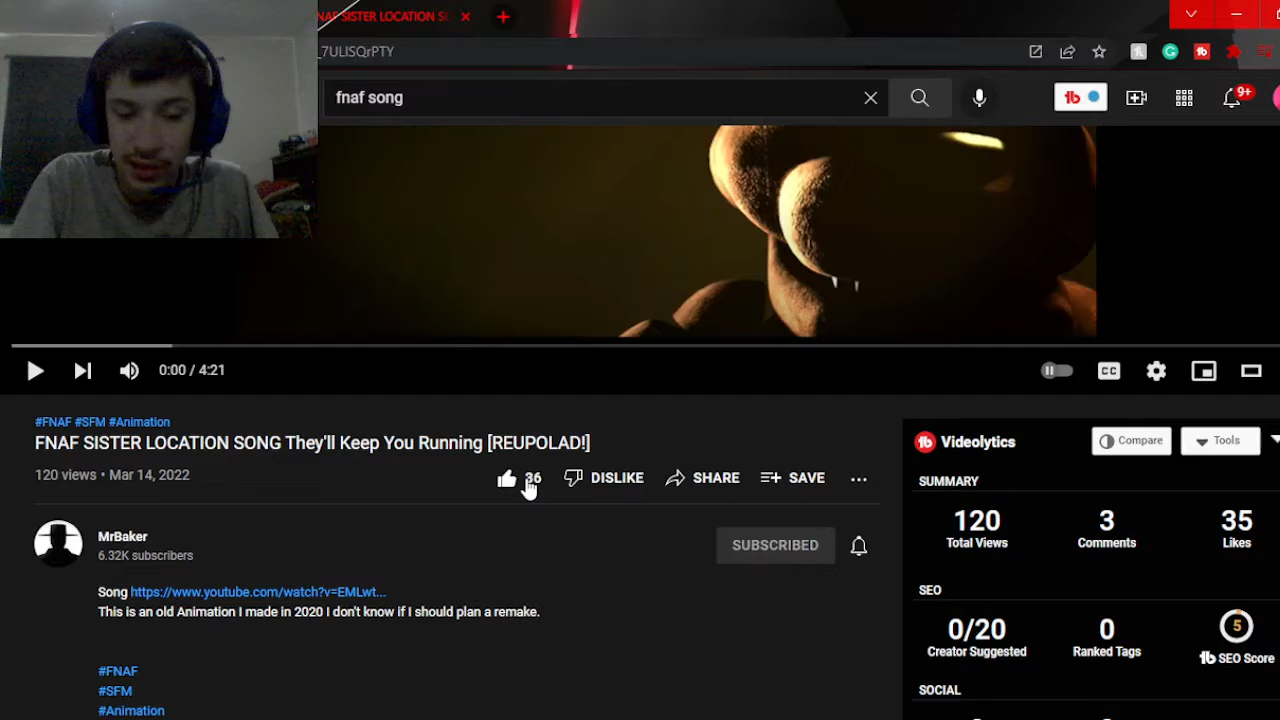 NAF SISTER LOCATION S
_7ULISQrPTY
fnaf song
9+
0:00 / 4:21
CC
#FNAF #SFM #Animation
FNAF SISTER LOCATION SONG They'll Keep You Running [REUPOLAD!]
120 views • Mar 14, 2022
36 DISLIKE SHARE SAVE
MrBaker
6.32K subscribers
SUBSCRIBED
Song https://www.youtube.com/watch?v=EMLwt...
This is an old Animation I made in 2020 I don't know if I should plan a remake.
#FNAF
#SFM
#Animation
tb Videolytics
Compare
Tools
SUMMARY
120 3 35
Total Views Comments Likes
SEO
0/20 0 5
Creator Suggested Ranked Tags tb SEO Score
SOCIAL